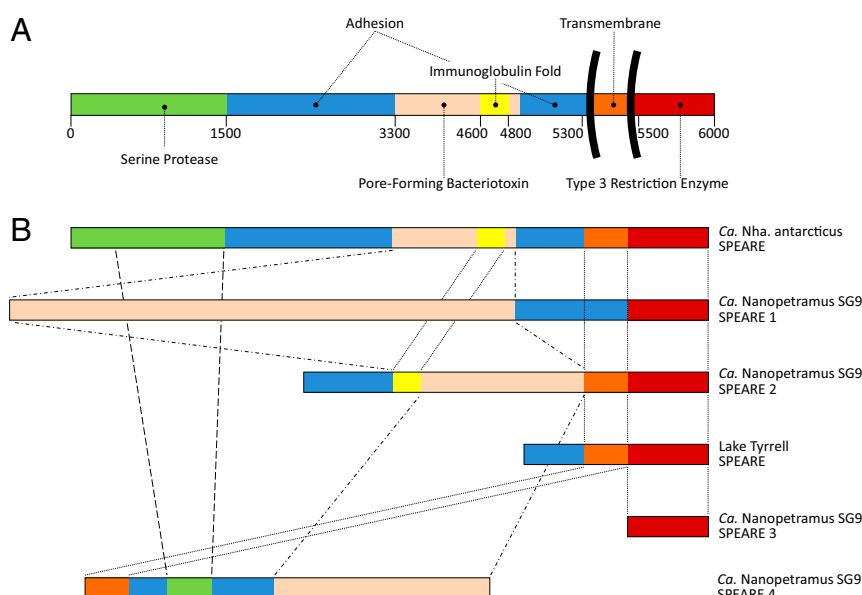 A
Adhesion
Transmembrane
Immunoglobulin Fold
0 1500 3300 4600 4800 5300 5500 6000
Serine Protease
Pore-Forming Bacteriotoxin
Type 3 Restriction Enzyme
B
Ca. Nha. antarcticus
SPEARE
Ca. Nanopetramus SG9
SPEARE 1
Ca. Nanopetramus SG9
SPEARE 2
Lake Tyrrell
SPEARE
Ca. Nanopetramus SG9
SPEARE 3
Ca. Nanopetramus SG9
SPEARE 4